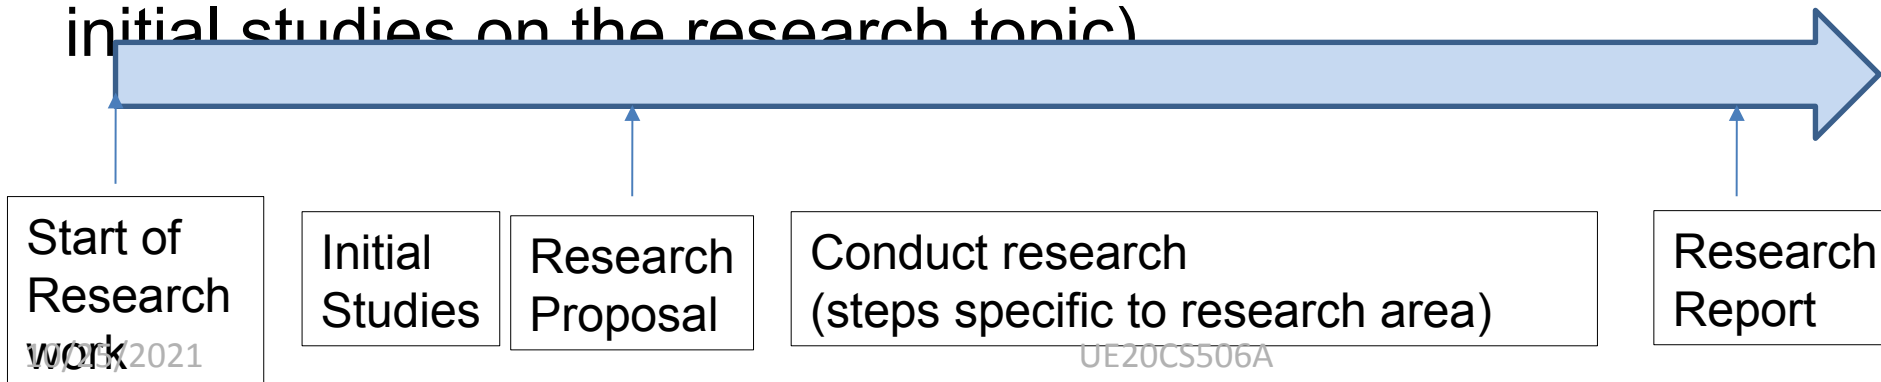 initial studies on the research topic)
Start of
Research
work
Initial
Studies
Research
Proposal
Conduct research
(steps specific to research area)
Research
Report
10/25/2021
UE20CS506A